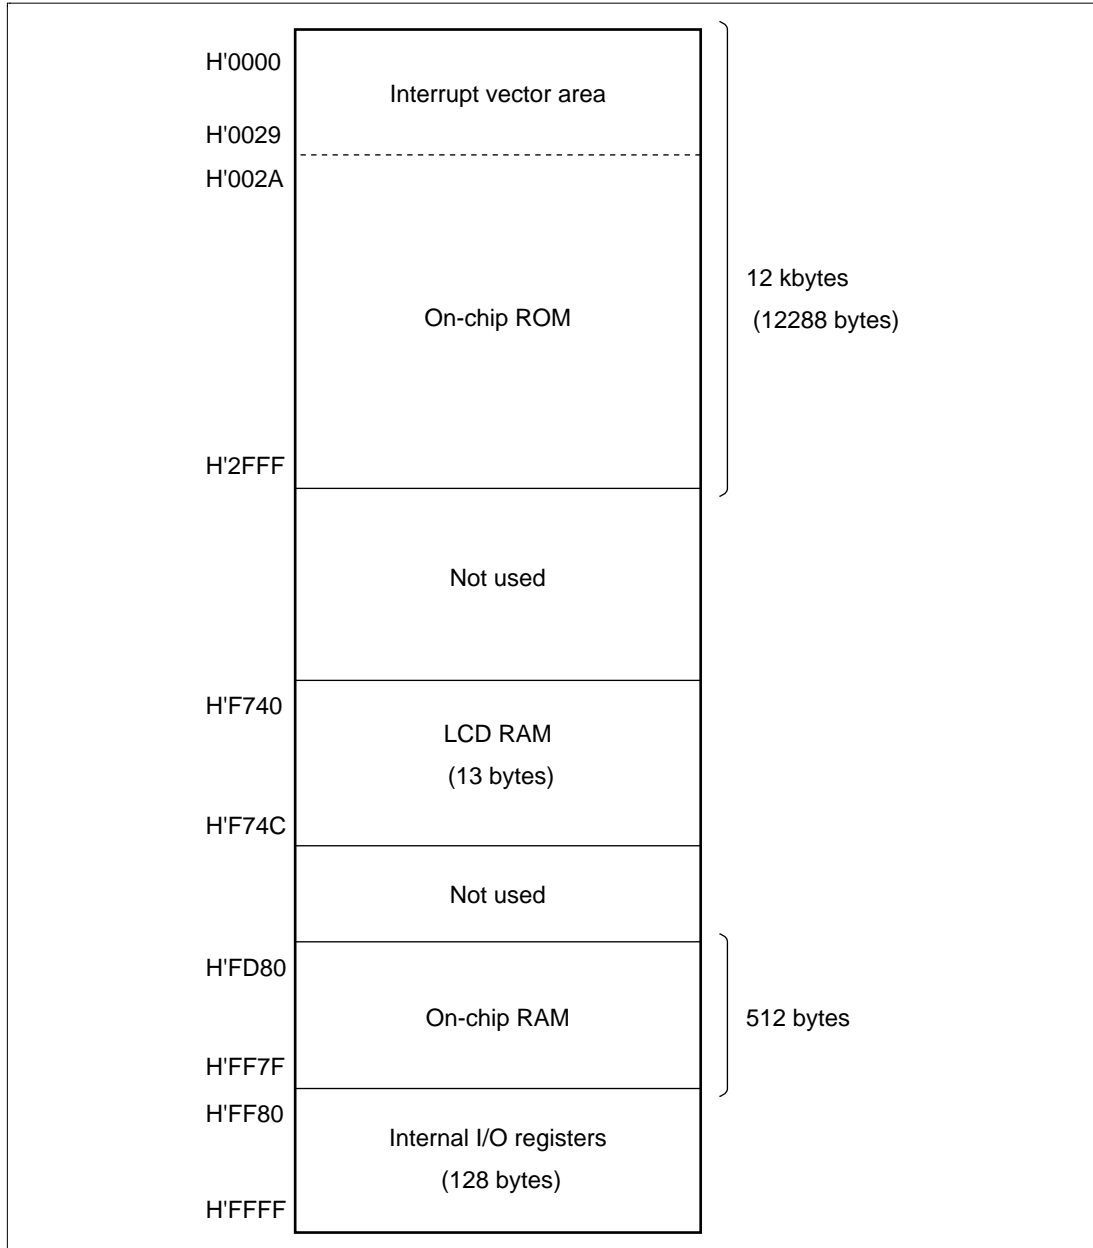 H'0000
Interrupt vector area
H'0029
H'002A
12 kbytes
On-chip ROM
(12288 bytes)
H'2FFF
Not used
H'F740
LCD RAM
(13 bytes)
H'F74C
Not used
H'FD80
On-chip RAM
512 bytes
H'FF7F
H'FF80
Internal I/O registers
(128 bytes)
H'FFFF